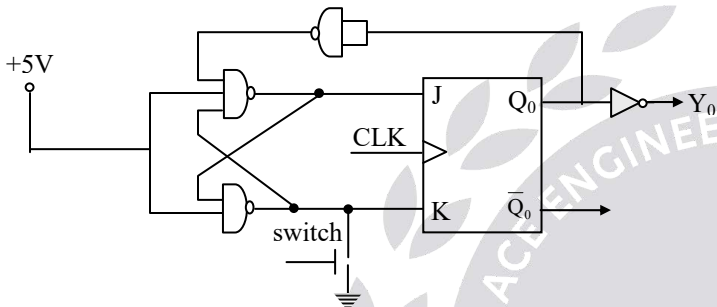 +5V
J
Q₀
Y₀
CLK
K
Q̅₀
switch
ACE ENGINEE